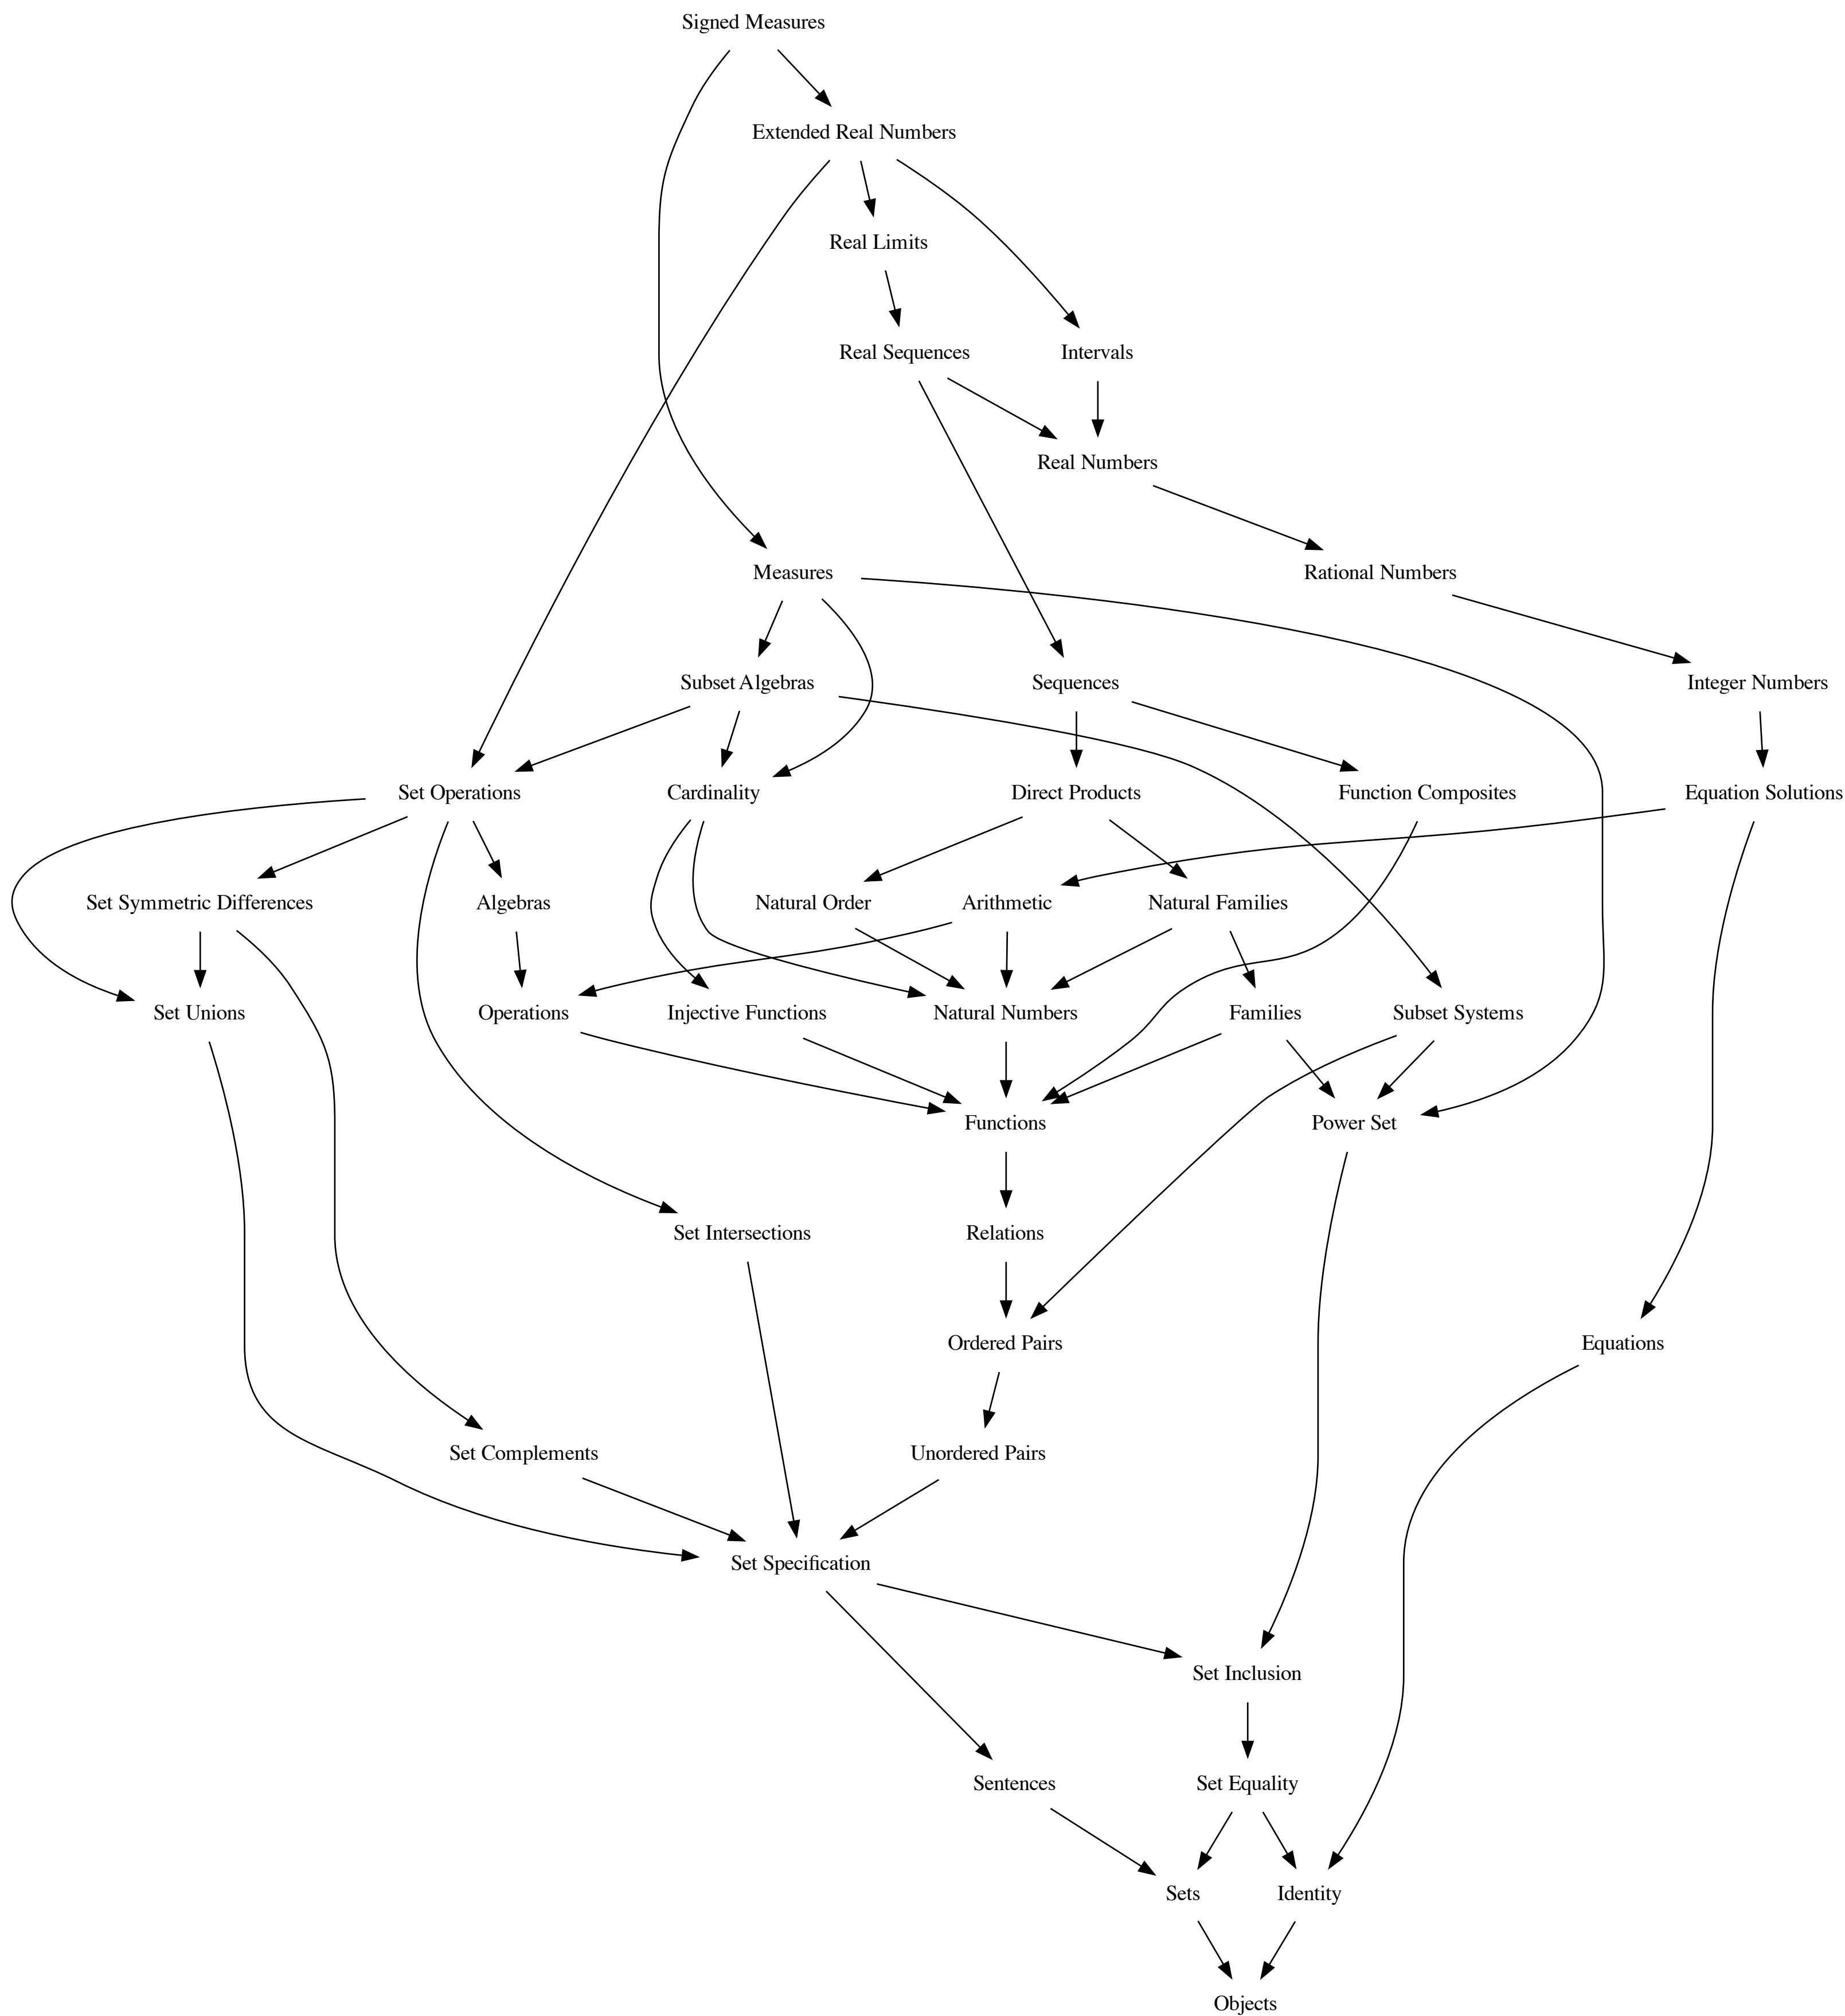 Signed Measures
Extended Real Numbers
Real Limits
Real Sequences
Intervals
Real Numbers
Measures
Rational Numbers
Subset Algebras
Sequences
Integer Numbers
Set Operations
Cardinality
Direct Products
Function Composites
Equation Solutions
Set Symmetric Differences
Algebras
Natural Order
Arithmetic
Natural Families
Set Unions
Operations
Injective Functions
Natural Numbers
Families
Subset Systems
Functions
Power Set
Set Intersections
Relations
Ordered Pairs
Equations
Set Complements
Unordered Pairs
Set Specification
Set Inclusion
Sentences
Set Equality
Sets
Identity
Objects